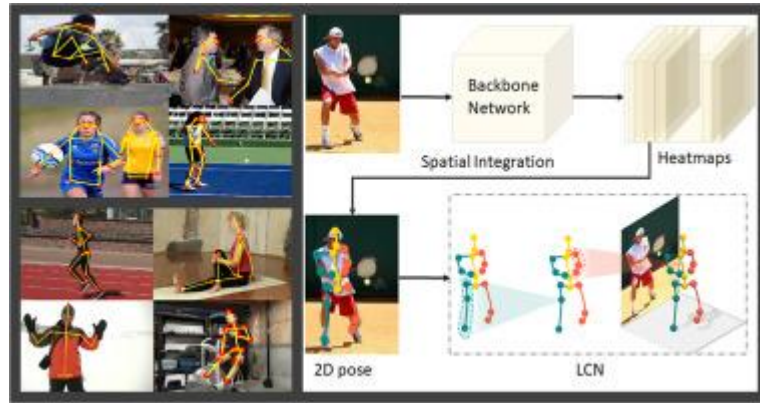 Backbone
Network
Spatial Integration
Heatmaps
2D pose
LCN